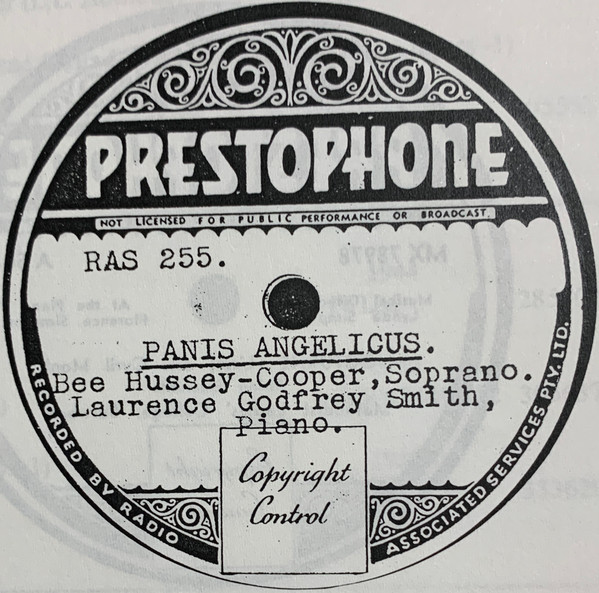 PRESTOPHONE
NOT LICENSED FOR PUBLIC PERFORMANCE OR BROADCAST.
RAS 255.
PANIS ANGELICUS.
Bee Hussey-Cooper, Soprano.
Laurence Godfrey Smith,
Piano.
Copyright
Control
RECORDED BY RADIO ASSOCIATED SERVICES PTY. LTD.